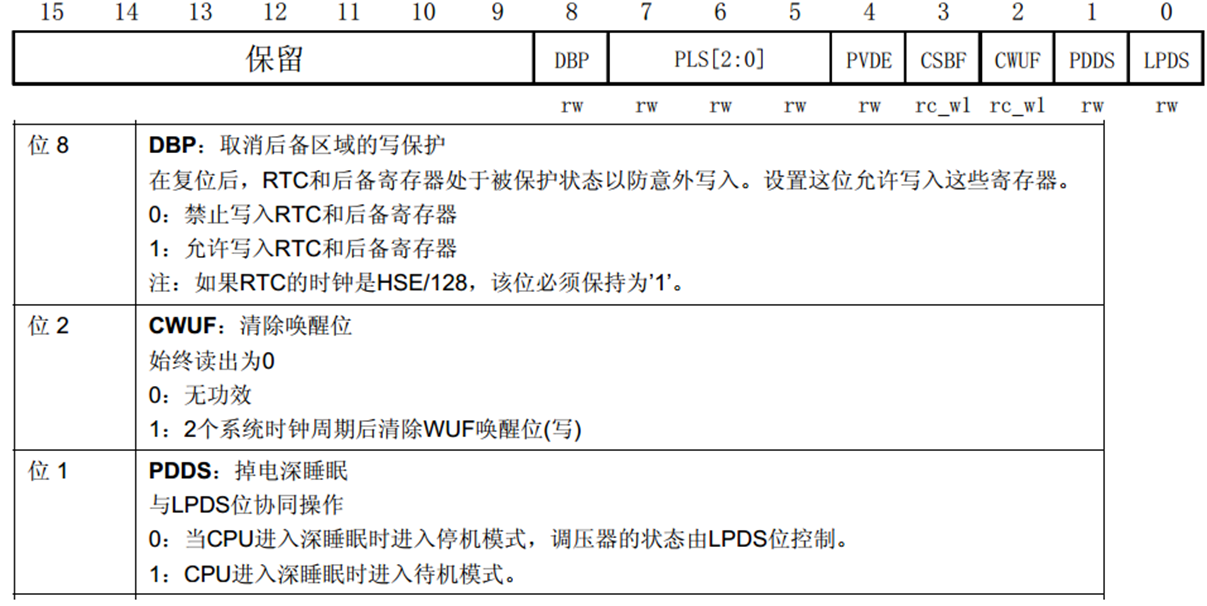 15 14 13 12 11 10 9 8 7 6 5 4 3 2 1 0
保留 DBP PLS[2:0] PVDE CSBF CWUF PDDS LPDS
rw rw rw rw rw rc_w1 rc_w1 rw rw
位 8 DBP：取消后备区域的写保护
在复位后，RTC和后备寄存器处于被保护状态以防意外写入。设置这位允许写入这些寄存器。
0：禁止写入RTC和后备寄存器
1：允许写入RTC和后备寄存器
注：如果RTC的时钟是HSE/128，该位必须保持为’1’。
位 2 CWUF：清除唤醒位
始终读出为0
0：无功效
1：2个系统时钟周期后清除WUF唤醒位(写)
位 1 PDDS：掉电深睡眠
与LPDS位协同操作
0：当CPU进入深睡眠时进入停机模式，调压器的状态由LPDS位控制。
1：CPU进入深睡眠时进入待机模式。